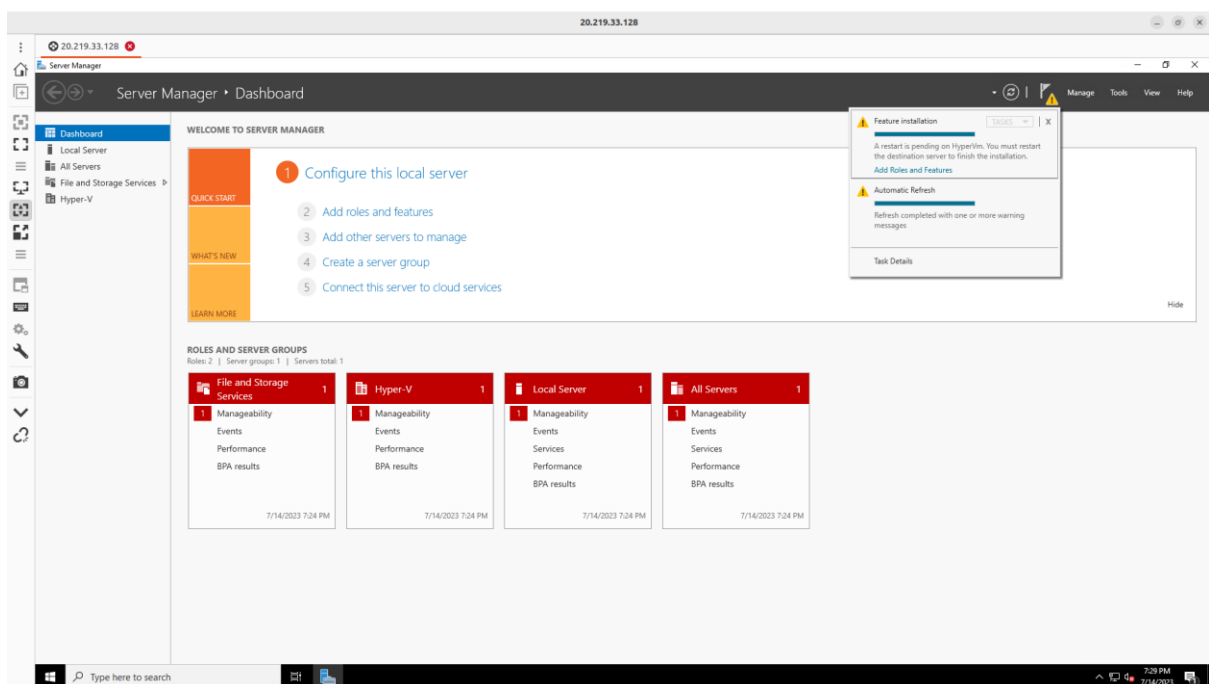 20.219.33.128
20.219.33.128
Server Manager
Server Manager • Dashboard
Manage Tools View Help
Dashboard
Local Server
All Servers
File and Storage Services
Hyper-V
WELCOME TO SERVER MANAGER
QUICK START
WHAT'S NEW
LEARN MORE
1 Configure this local server
2 Add roles and features
3 Add other servers to manage
4 Create a server group
5 Connect this server to cloud services
Hide
Feature installation TASKS X
A restart is pending on HyperVm. You must restart
the destination server to finish the installation.
Add Roles and Features
Automatic Refresh
Refresh completed with one or more warning
messages
Task Details
ROLES AND SERVER GROUPS
Roles: 2 | Server groups: 1 | Servers total: 1
File and Storage
Services 1
1 Manageability
Events
Performance
BPA results
7/14/2023 7:24 PM
Hyper-V 1
1 Manageability
Events
Performance
BPA results
7/14/2023 7:24 PM
Local Server 1
1 Manageability
Events
Services
Performance
BPA results
7/14/2023 7:24 PM
All Servers 1
1 Manageability
Events
Services
Performance
BPA results
7/14/2023 7:24 PM
Type here to search
7:29 PM
7/14/2023